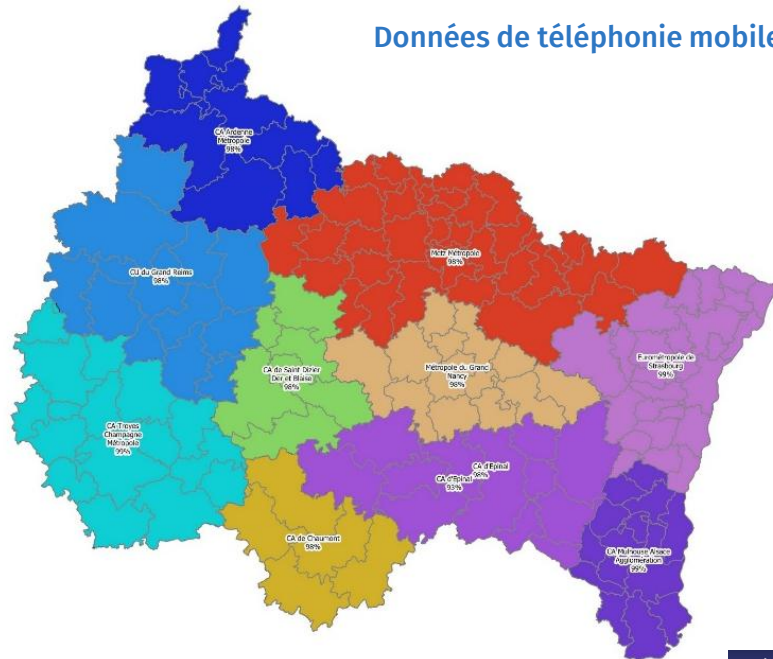 Données de téléphonie mobile
CA Ardenne
Métropole
98%
CU du Grand Reims
98%
Metz Métropole
98%
Eurométropole de
Strasbourg
99%
CA de Saint Dizier
Der et Blaise
98%
Métropole du Grand
Nancy
98%
CA Troyes
Champagne
Métropole
99%
CA d'Epinal
98%
CA d'Epinal
93%
CA de Chaumont
98%
CA Mulhouse Alsace
Agglomération
99%